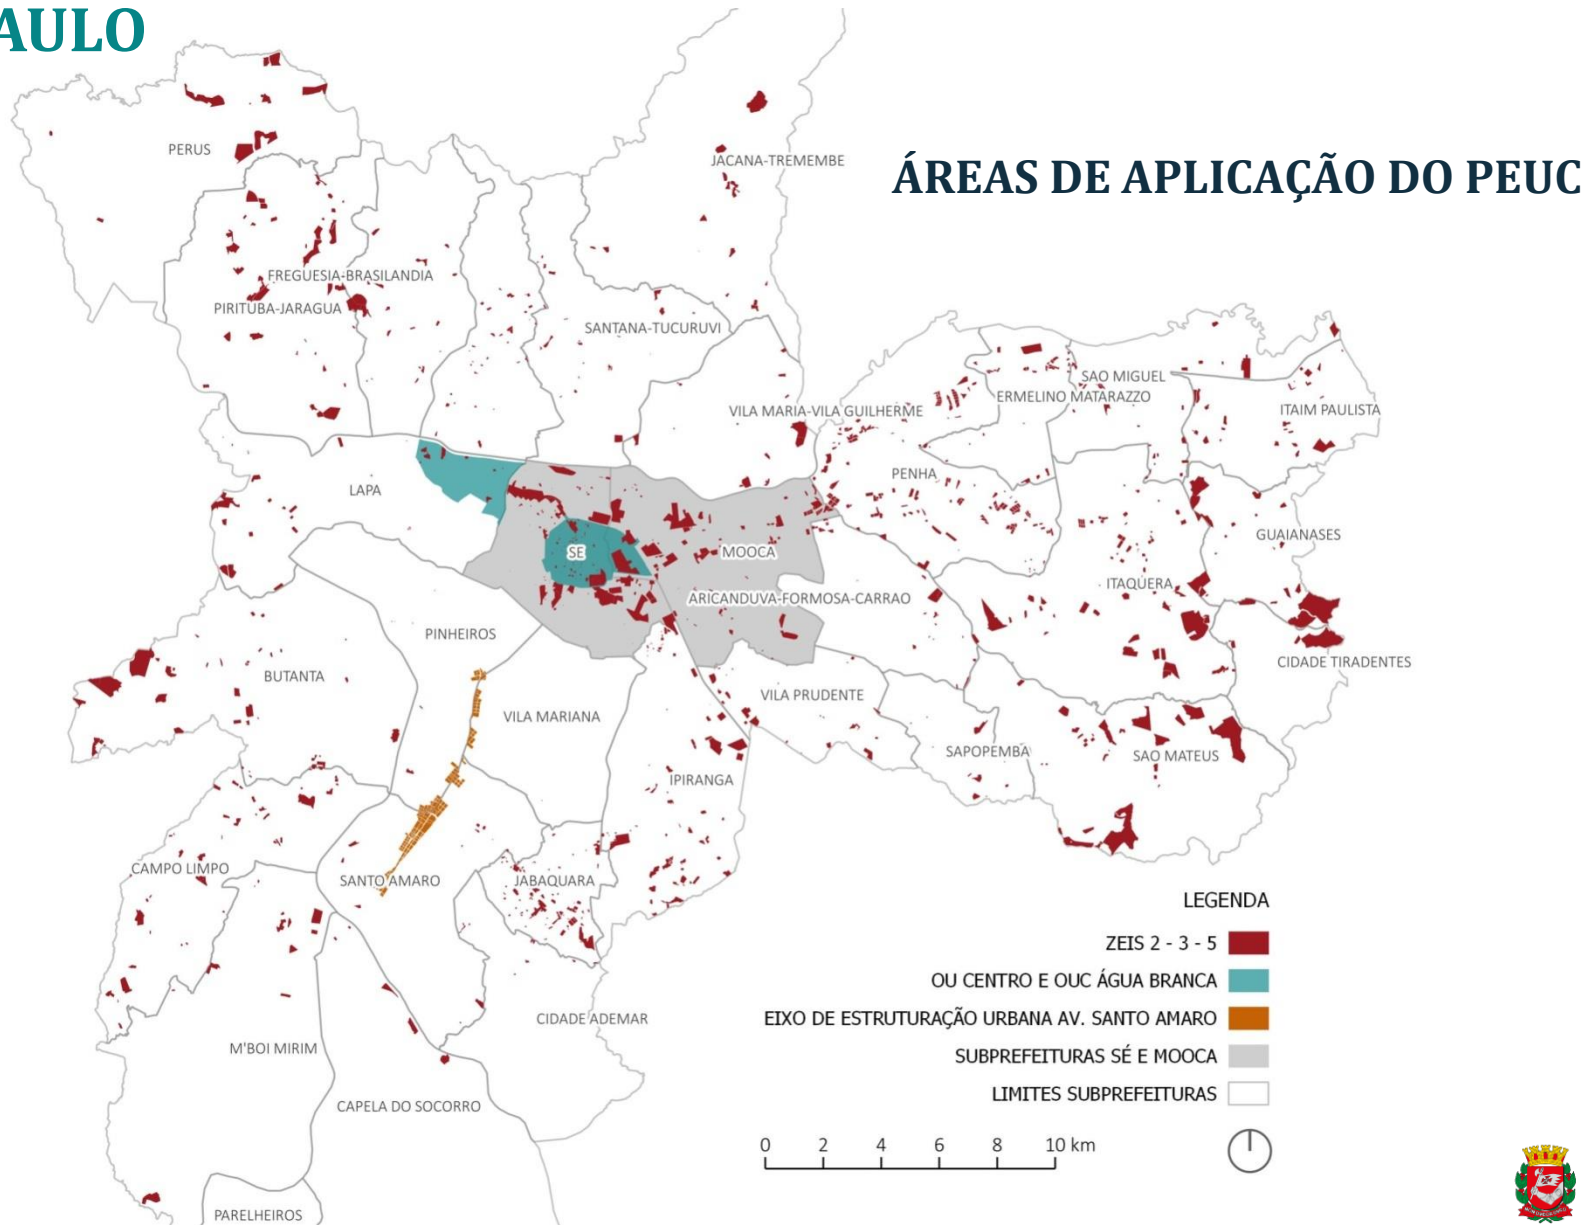 AULO
ÁREAS DE APLICAÇÃO DO PEUC
PERUS
JACANA-TREMEMBE
FREGUESIA-BRASILANDIA
PIRITUBA-JARAGUA
SANTANA-TUCURUVI
SAO MIGUEL
ERMELINO MATARAZZO
VILA MARIA-VILA GUILHERME
ITAIM PAULISTA
PENHA
LAPA
GUAIANASES
SE
MOOCA
ITAQUERA
ARICANDUVA-FORMOSA-CARRAO
PINHEIROS
CIDADE TIRADENTES
BUTANTA
VILA PRUDENTE
VILA MARIANA
SAPOPEMBA
SAO MATEUS
IPIRANGA
CAMPO LIMPO
SANTO AMARO
JABAQUARA
CIDADE ADEMAR
M'BOI MIRIM
CAPELA DO SOCORRO
PARELHEIROS
LEGENDA
ZEIS 2 - 3 - 5
OU CENTRO E OUC ÁGUA BRANCA
EIXO DE ESTRUTURAÇÃO URBANA AV. SANTO AMARO
SUBPREFEITURAS SÉ E MOOCA
LIMITES SUBPREFEITURAS
0 2 4 6 8 10 km